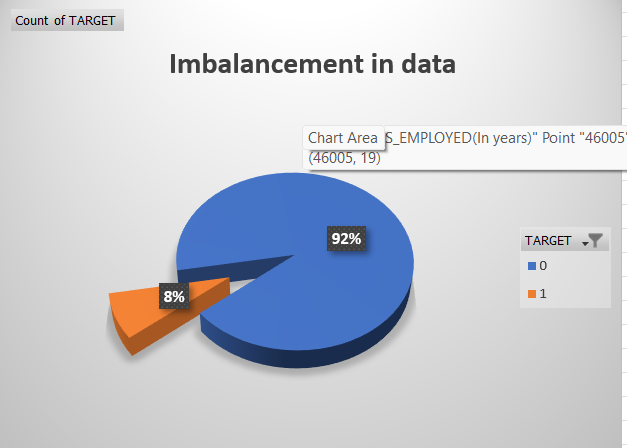 Count of TARGET
Imbalancement in data
Chart Area S_EMPLOYED(In years)" Point "46005"
(46005, 19)
92%
TARGET
8%
0
1